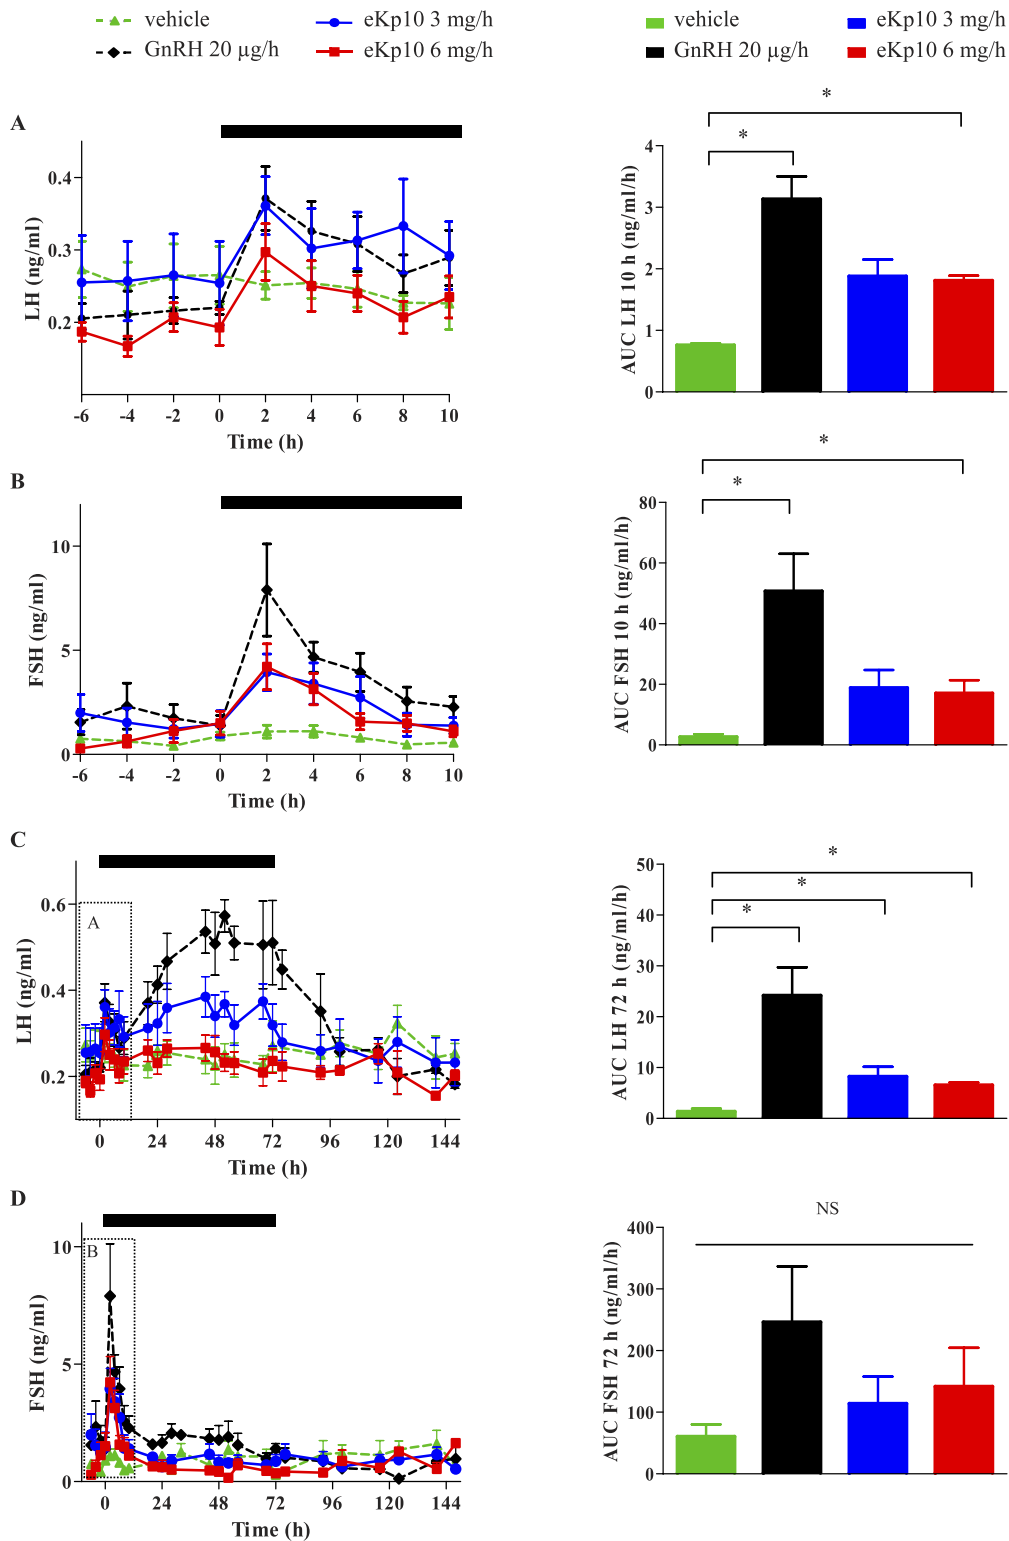 vehicle
eKp10 3 mg/h
GnRH 20 µg/h
eKp10 6 mg/h
vehicle
eKp10 3 mg/h
GnRH 20 µg/h
eKp10 6 mg/h
A
LH (ng/ml)
0.4
0.3
0.2
-6 -4 -2 0 2 4 6 8 10
Time (h)
AUC LH 10 h (ng/ml/h)
4
3
2
1
0
*
*
B
FSH (ng/ml)
10
5
0
-6 -4 -2 0 2 4 6 8 10
Time (h)
AUC FSH 10 h (ng/ml/h)
80
60
40
20
0
*
*
C
LH (ng/ml)
0.6
0.4
0.2
A
0 24 48 72 96 120 144
Time (h)
AUC LH 72 h (ng/ml/h)
50
40
30
20
10
0
*
*
*
D
FSH (ng/ml)
10
5
0
B
0 24 48 72 96 120 144
Time (h)
AUC FSH 72 h (ng/ml/h)
400
300
200
100
0
NS